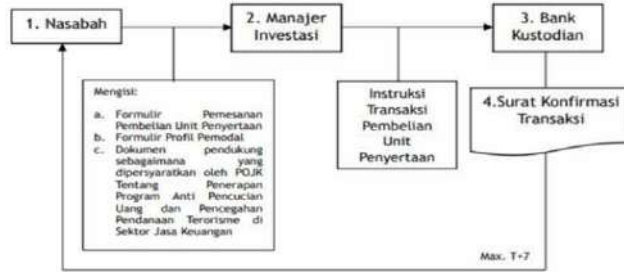 1. Nasabah
2. Manajer
Investasi
3. Bank
Kustodian
Mengisi:
a. Formulir Pemesanan
Pembelian Unit Penyertaan
b. Formulir Profil Pemodal
c. Dokumen pendukung
sebagaimana yang
dipersyaratkan oleh POJK
Tentang Penerapan
Program Anti Pencucian
Uang dan Pencegahan
Pendanaan Terorisme di
Sektor Jasa Keuangan
Instruksi
Transaksi
Pembelian
Unit
Penyertaan
4.Surat Konfirmasi
Transaksi
Max. T+7